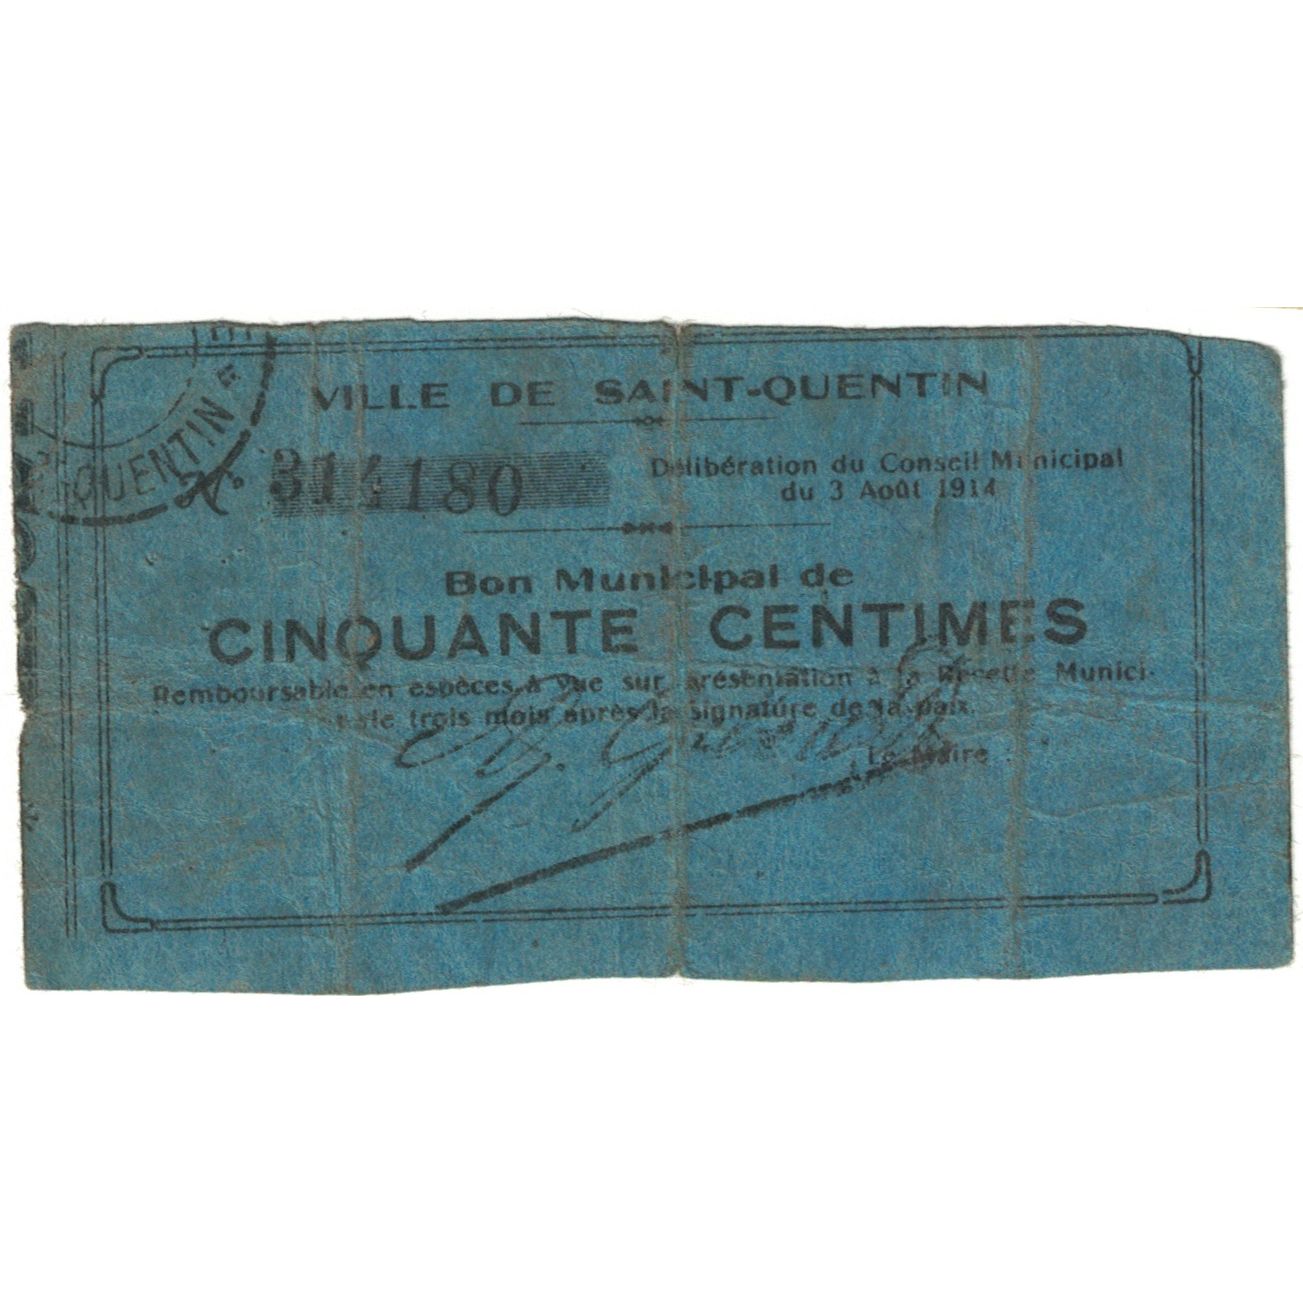 VILLE DE SAINT-QUENTIN
QUENTIN
N° 314180
Délibération du Conseil Municipal
du 3 Août 1914
Bon Municipal de
CINQUANTE CENTIMES
Remboursable en espèces à vue sur présentation à la Recette Munici-
pale trois mois après la signature de la paix.
Le Maire